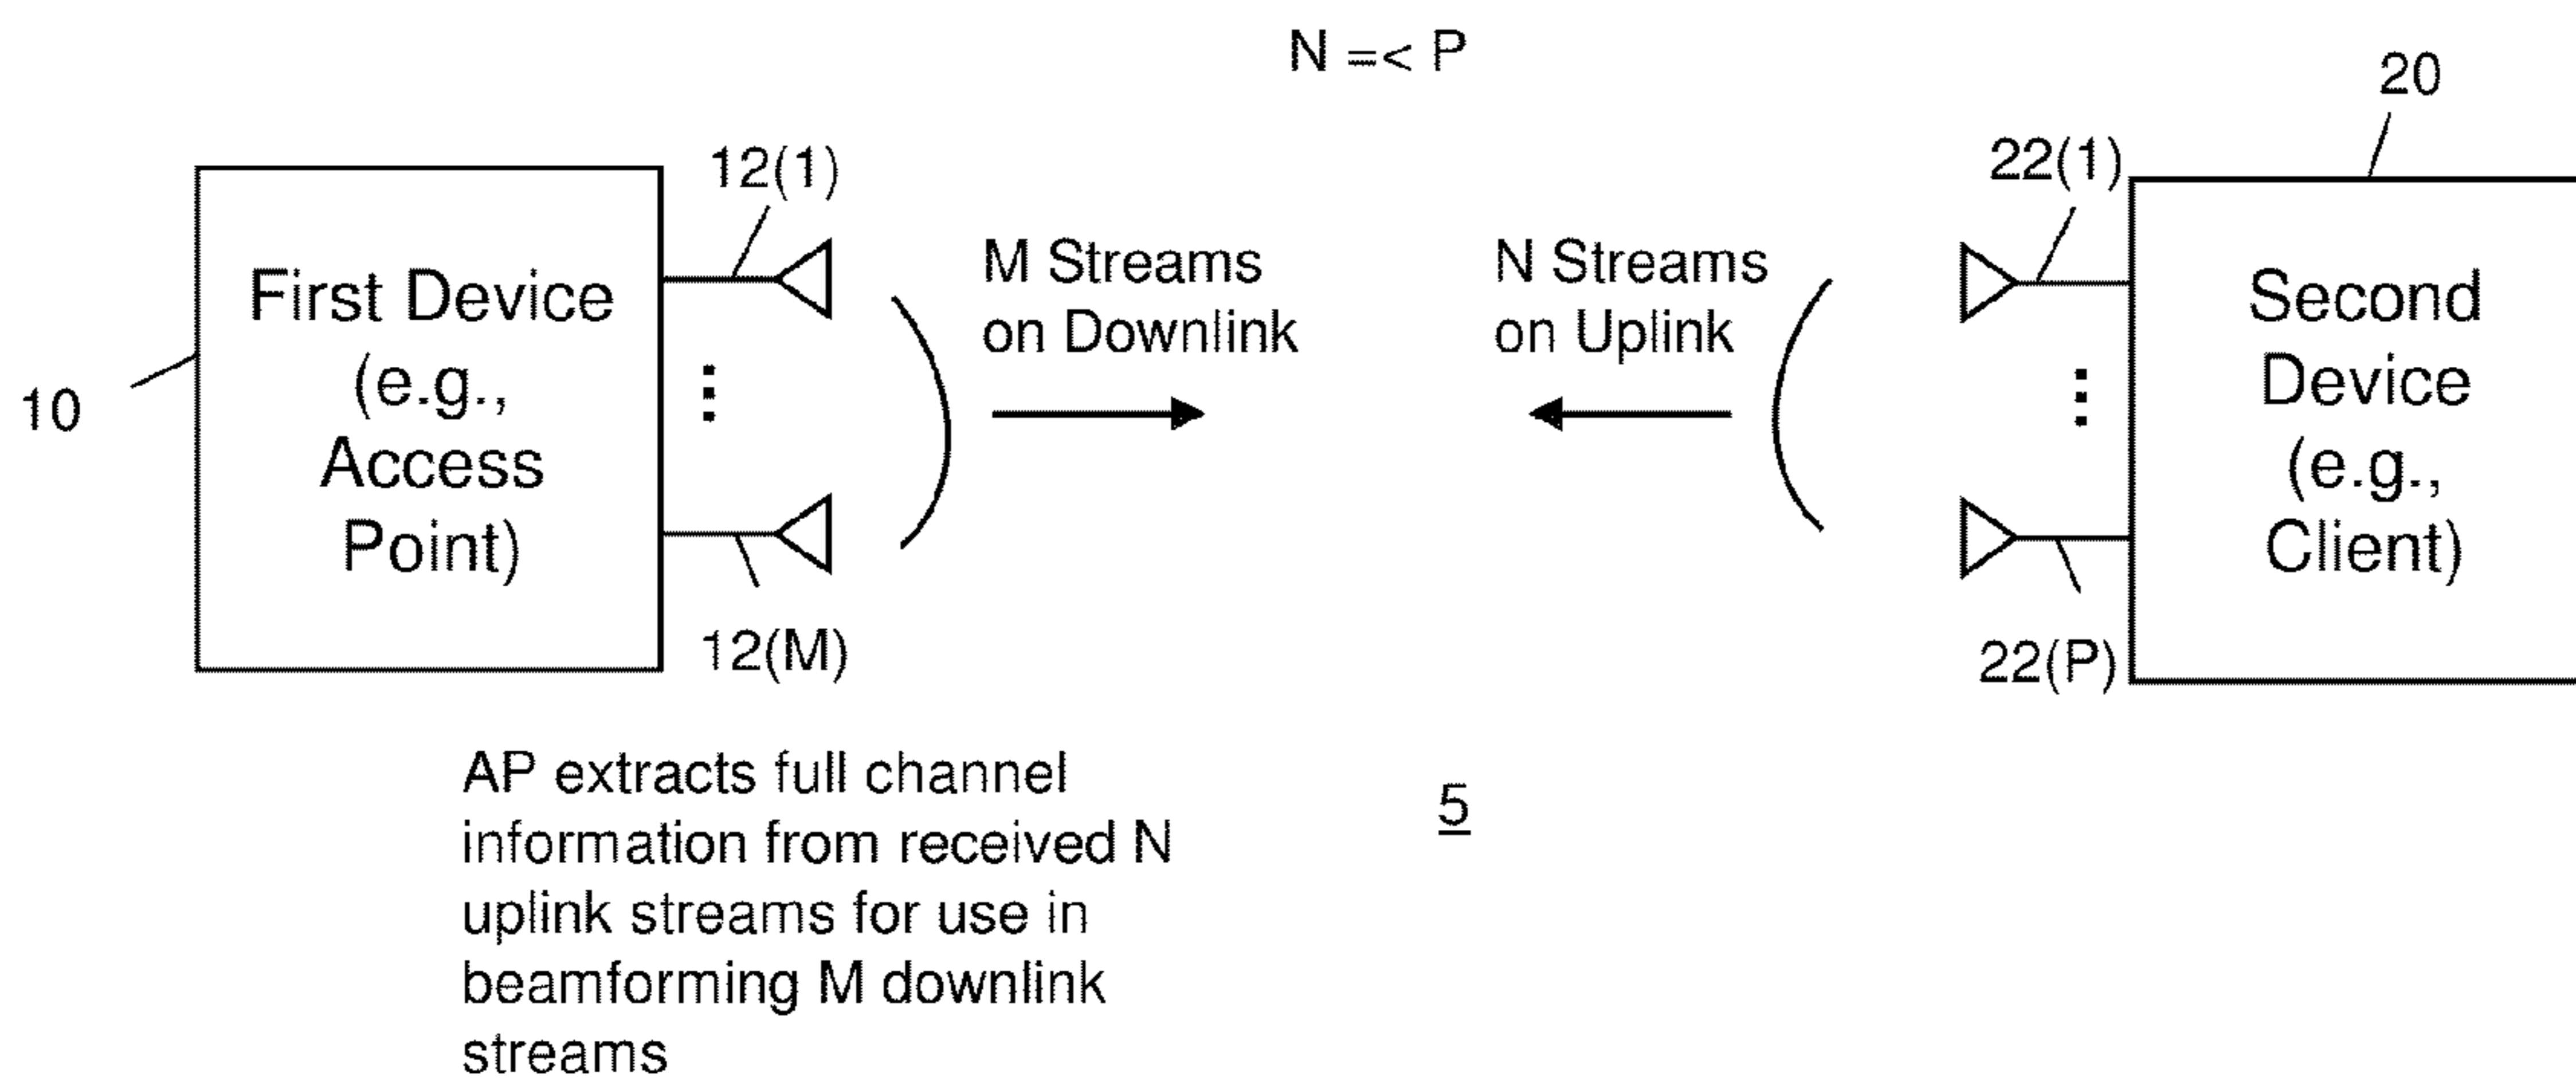 N =< P
20
12(1)
22(1)
First Device
(e.g.,
Access
Point)
10
M Streams
on Downlink
N Streams
on Uplink
Second
Device
(e.g.,
Client)
12(M)
22(P)
AP extracts full channel
information from received N
uplink streams for use in
beamforming M downlink
streams
5